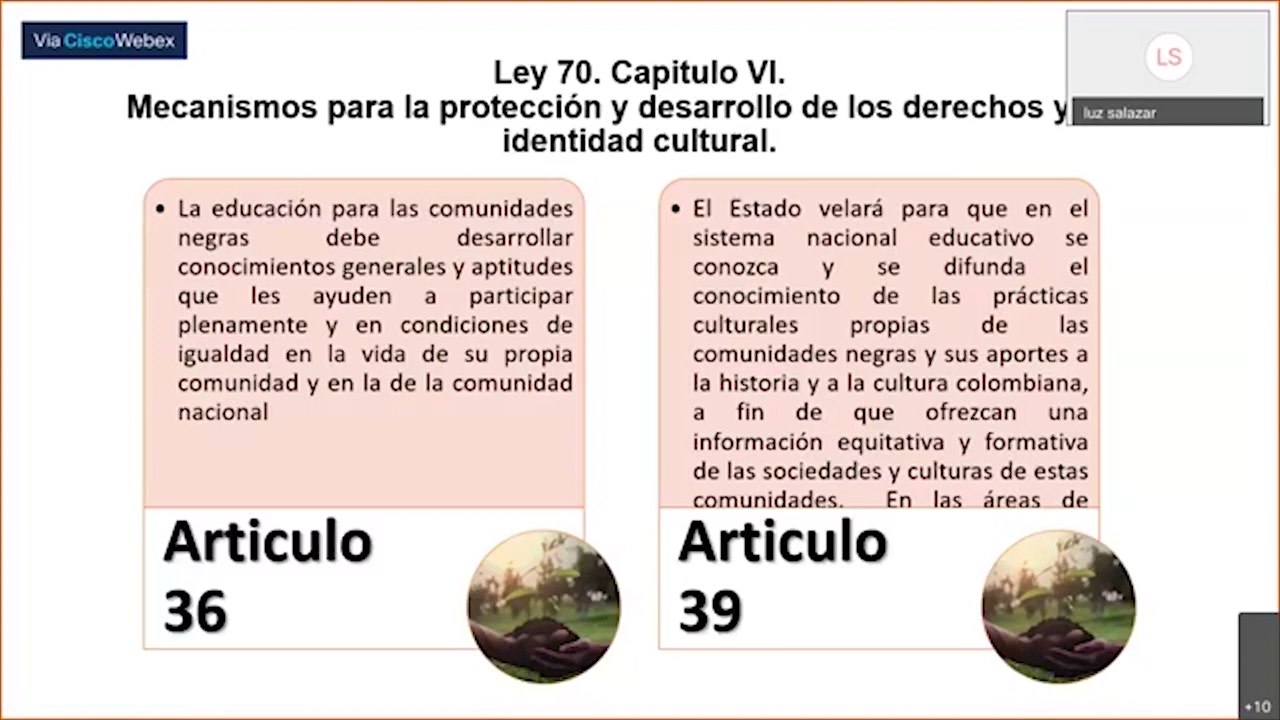 Via CiscoWebex
LS
luz salazar
Ley 70. Capitulo VI.
Mecanismos para la protección y desarrollo de los derechos y
identidad cultural.
• La educación para las comunidades
negras debe desarrollar
conocimientos generales y aptitudes
que les ayuden a participar
plenamente y en condiciones de
igualdad en la vida de su propia
comunidad y en la de la comunidad
nacional
Articulo
36
• El Estado velará para que en el
sistema nacional educativo se
conozca y se difunda el
conocimiento de las prácticas
culturales propias de las
comunidades negras y sus aportes a
la historia y a la cultura colombiana,
a fin de que ofrezcan una
información equitativa y formativa
de las sociedades y culturas de estas
comunidades. En las áreas de
Articulo
39
+10